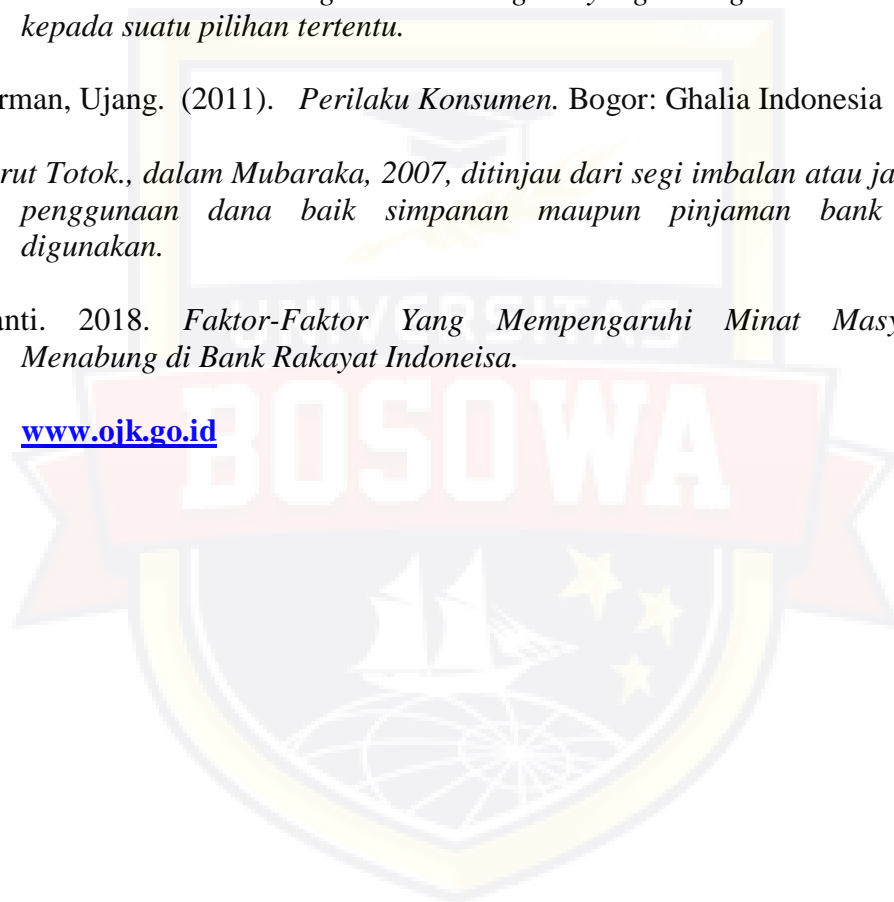 kepada suatu pilihan tertentu.
rman, Ujang. (2011). Perilaku Konsumen. Bogor: Ghalia Indonesia
rut Totok., dalam Mubaraka, 2007, ditinjau dari segi imbalan atau ja
penggunaan dana baik simpanan maupun pinjaman bank
digunakan.
anti. 2018. Faktor-Faktor Yang Mempengaruhi Minat Masy
Menabung di Bank Rakayat Indoneisa.
UNIVERSITAS
www.ojk.go.id
BOSOWA